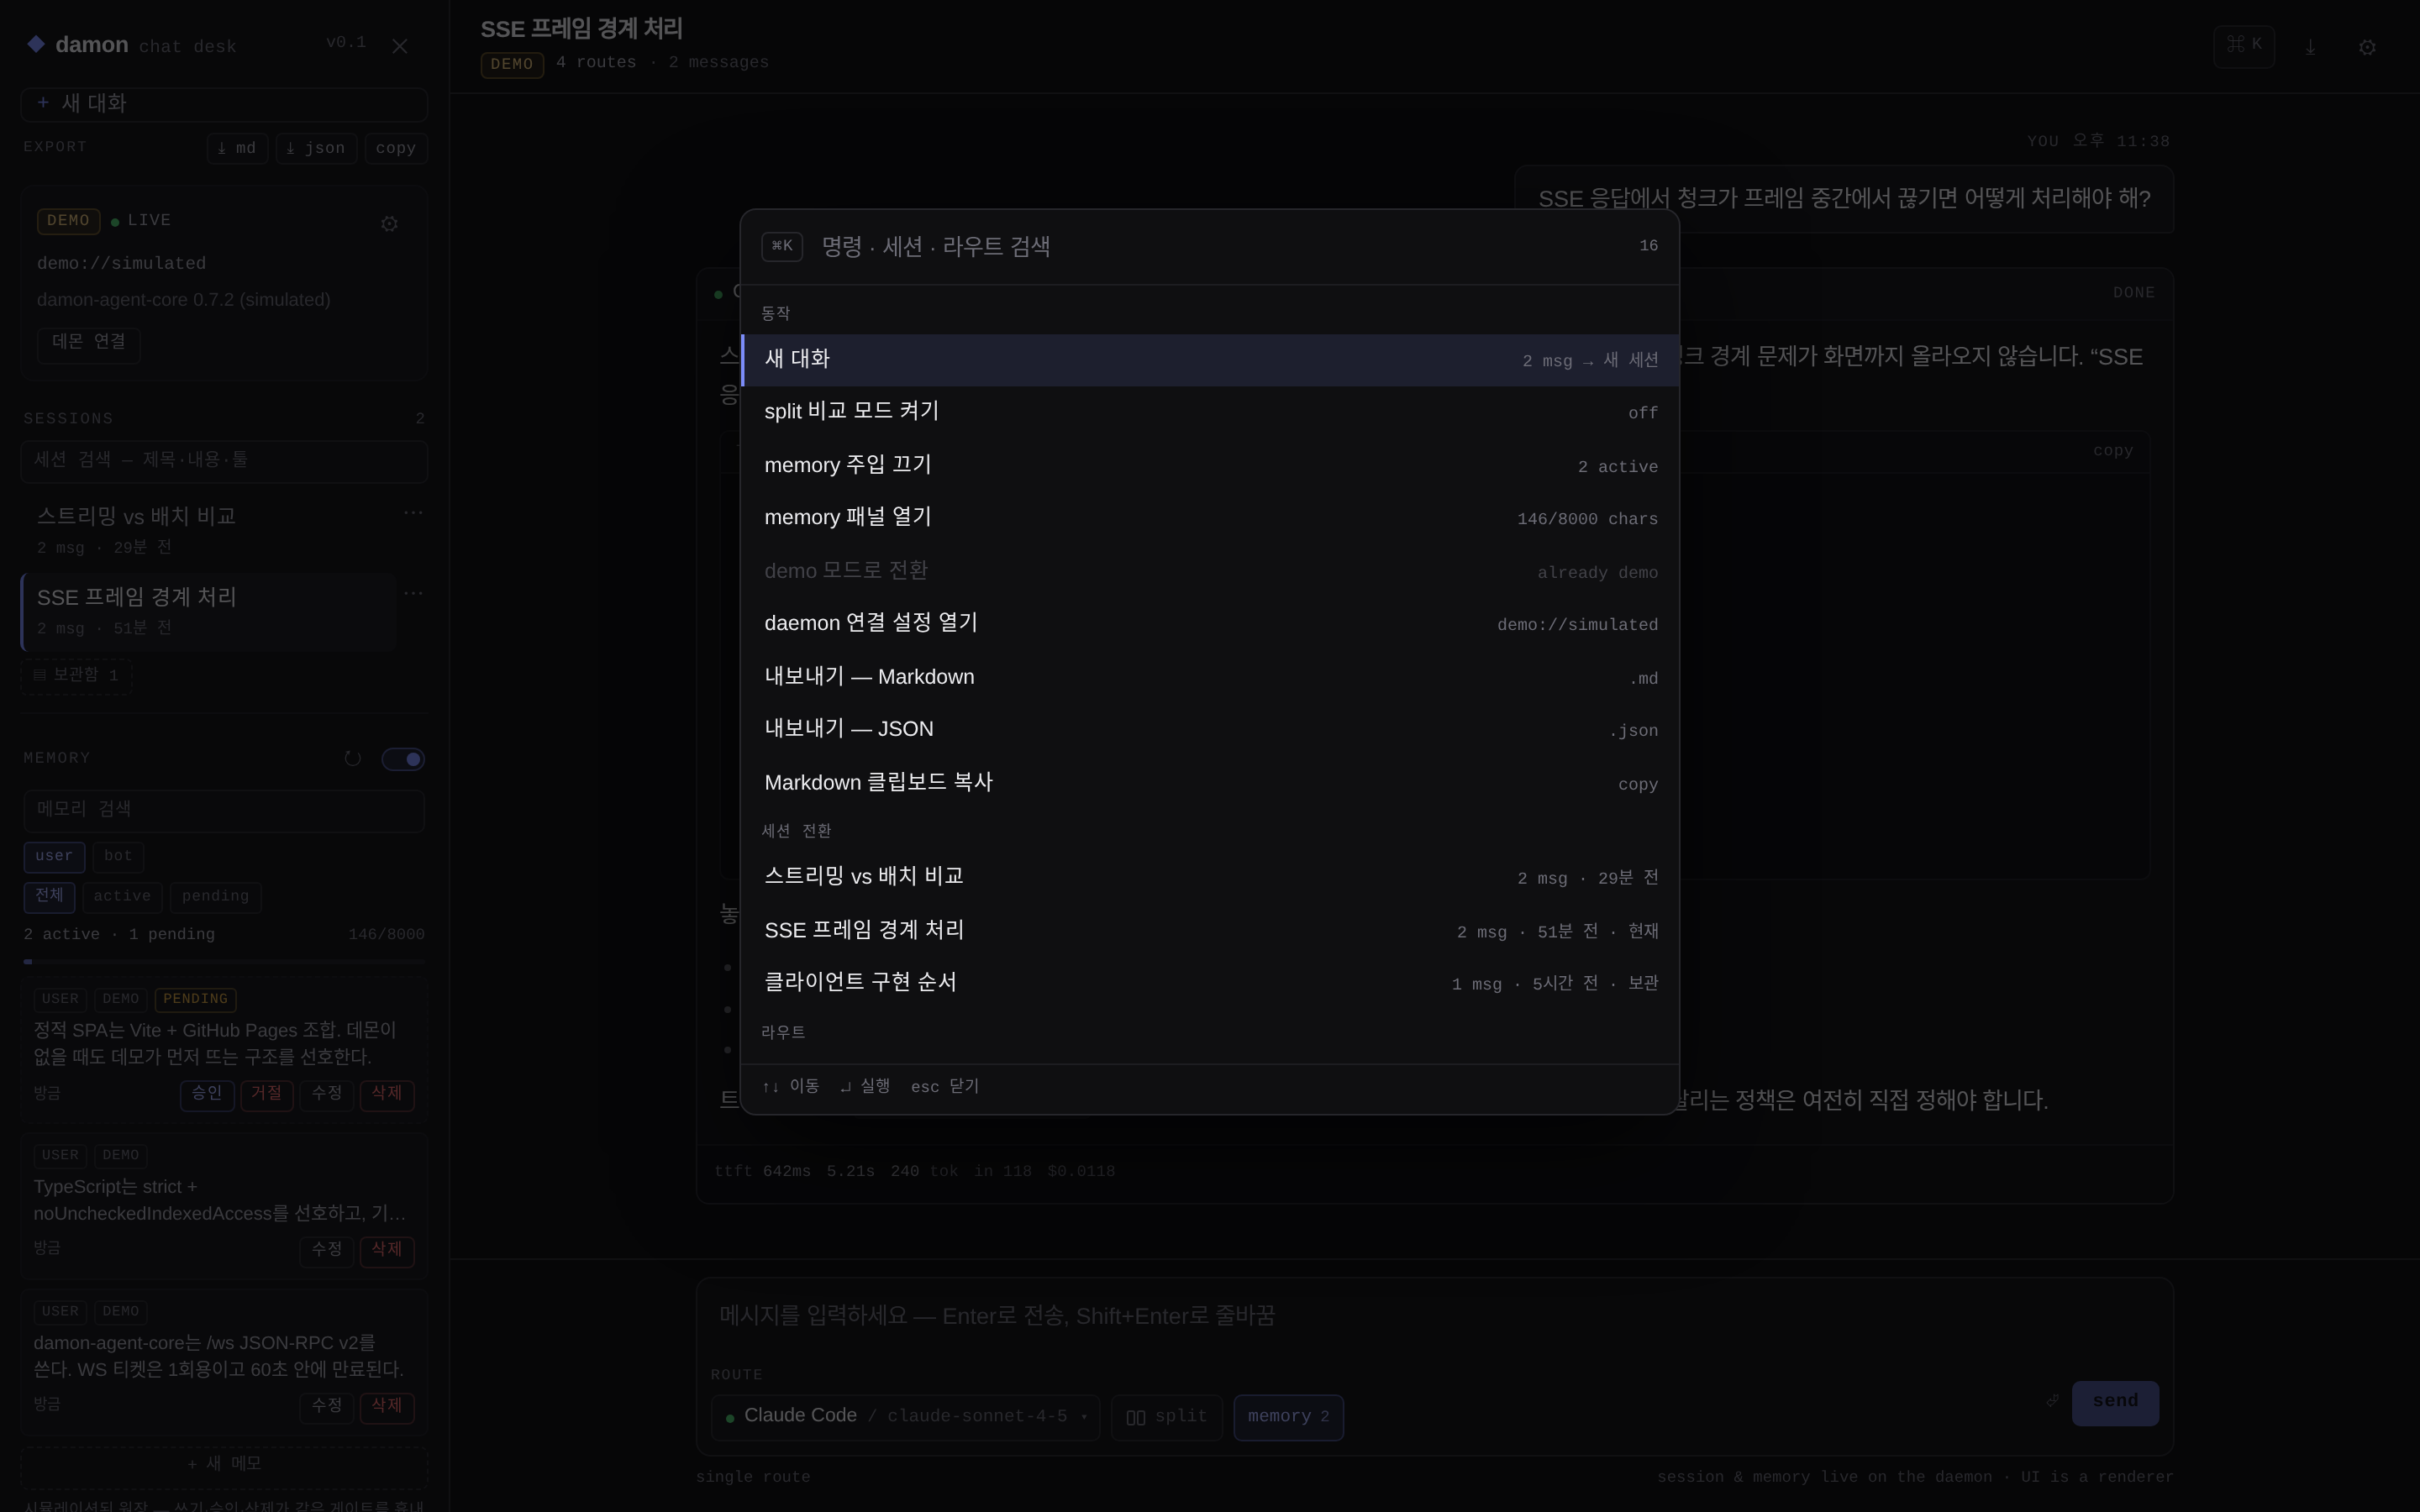 ◆ damon chat desk v0.1 ×
+ 새 대화
EXPORT ↓ md ↓ json copy
DEMO LIVE
demo://simulated
damon-agent-core 0.7.2 (simulated)
데몬 연결
SESSIONS 2
세션 검색 — 제목·내용·툴
스트리밍 vs 배치 비교 ⋯
2 msg · 29분 전
SSE 프레임 경계 처리 ⋯
2 msg · 51분 전
▤ 보관함 1
MEMORY
메모리 검색
user bot
전체 active pending
2 active · 1 pending 146/8000
USER DEMO PENDING
정적 SPA는 Vite + GitHub Pages 조합. 데몬이
없을 때도 데모가 먼저 뜨는 구조를 선호한다.
방금 승인 거절 수정 삭제
USER DEMO
TypeScript는 strict +
noUncheckedIndexedAccess를 선호하고, 기…
방금 수정 삭제
USER DEMO
damon-agent-core는 /ws JSON-RPC v2를
쓴다. WS 티켓은 1회용이고 60초 안에 만료된다.
방금 수정 삭제
+ 새 메모
SSE 프레임 경계 처리
DEMO 4 routes · 2 messages
⌘ K
YOU 오후 11:38
SSE 응답에서 청크가 프레임 중간에서 끊기면 어떻게 처리해야 해?
DONE
경계 문제가 화면까지 올라오지 않습니다. “SSE
copy
정책은 여전히 직접 정해야 합니다.
ttft 642ms 5.21s 240 tok in 118 $0.0118
⌘K 명령 · 세션 · 라우트 검색 16
동작
새 대화 2 msg → 새 세션
split 비교 모드 켜기 off
memory 주입 끄기 2 active
memory 패널 열기 146/8000 chars
demo 모드로 전환 already demo
daemon 연결 설정 열기 demo://simulated
내보내기 — Markdown .md
내보내기 — JSON .json
Markdown 클립보드 복사 copy
세션 전환
스트리밍 vs 배치 비교 2 msg · 29분 전
SSE 프레임 경계 처리 2 msg · 51분 전 · 현재
클라이언트 구현 순서 1 msg · 5시간 전 · 보관
라우트
↑↓ 이동 ↵ 실행 esc 닫기
메시지를 입력하세요 — Enter로 전송, Shift+Enter로 줄바꿈
ROUTE
Claude Code / claude-sonnet-4-5 ▾ split memory 2 send
single route session & memory live on the daemon · UI is a renderer